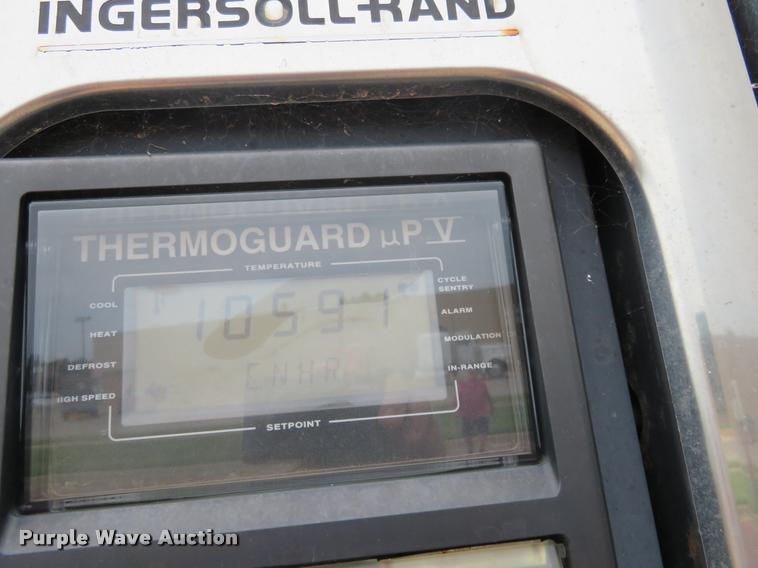 INGERSOLL-RAND
THERMOGUARD µP V
TEMPERATURE
COOL
HEAT
DEFROST
HIGH SPEED
10591
ENHR
CYCLE
SENTRY
ALARM
MODULATION
IN-RANGE
SETPOINT
Purple Wave Auction